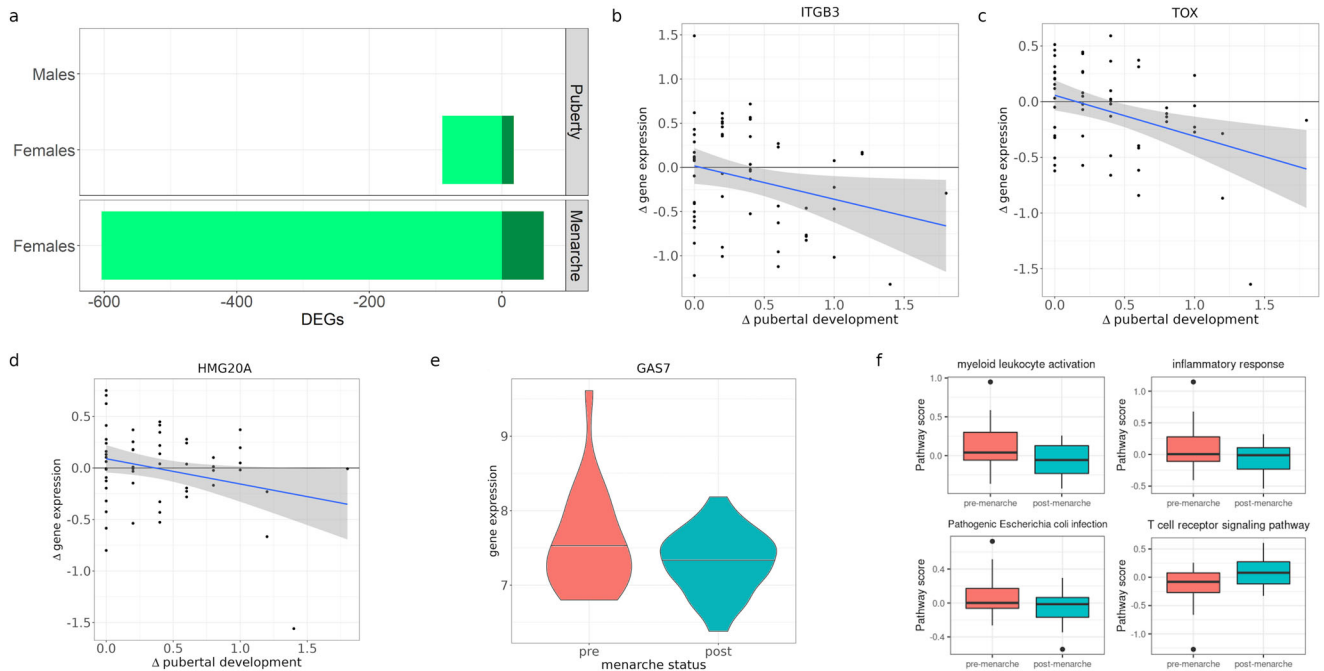 a
Males
Females
Females
Puberty
Menarche
-600
-400
-200
0
DEGs
b
ITGB3
Δ gene expression
1.5
1.0
0.5
0.0
-0.5
-1.0
0.0
0.5
1.0
1.5
Δ pubertal development
c
TOX
Δ gene expression
0.5
0.0
-0.5
-1.0
-1.5
0.0
0.5
1.0
1.5
Δ pubertal development
d
HMG20A
Δ gene expression
0.5
0.0
-0.5
-1.0
-1.5
0.0
0.5
1.0
1.5
Δ pubertal development
e
GAS7
gene expression
9
8
7
pre
post
menarche status
f
myeloid leukocyte activation
Pathway score
1.0
0.5
0.0
pre-menarche
post-menarche
inflammatory response
Pathway score
1.0
0.5
0.0
-0.5
pre-menarche
post-menarche
Pathogenic Escherichia coli infection
Pathway score
0.4
0.0
-0.4
pre-menarche
post-menarche
T cell receptor signaling pathway
Pathway score
0.5
0.0
-0.5
-1.0
pre-menarche
post-menarche